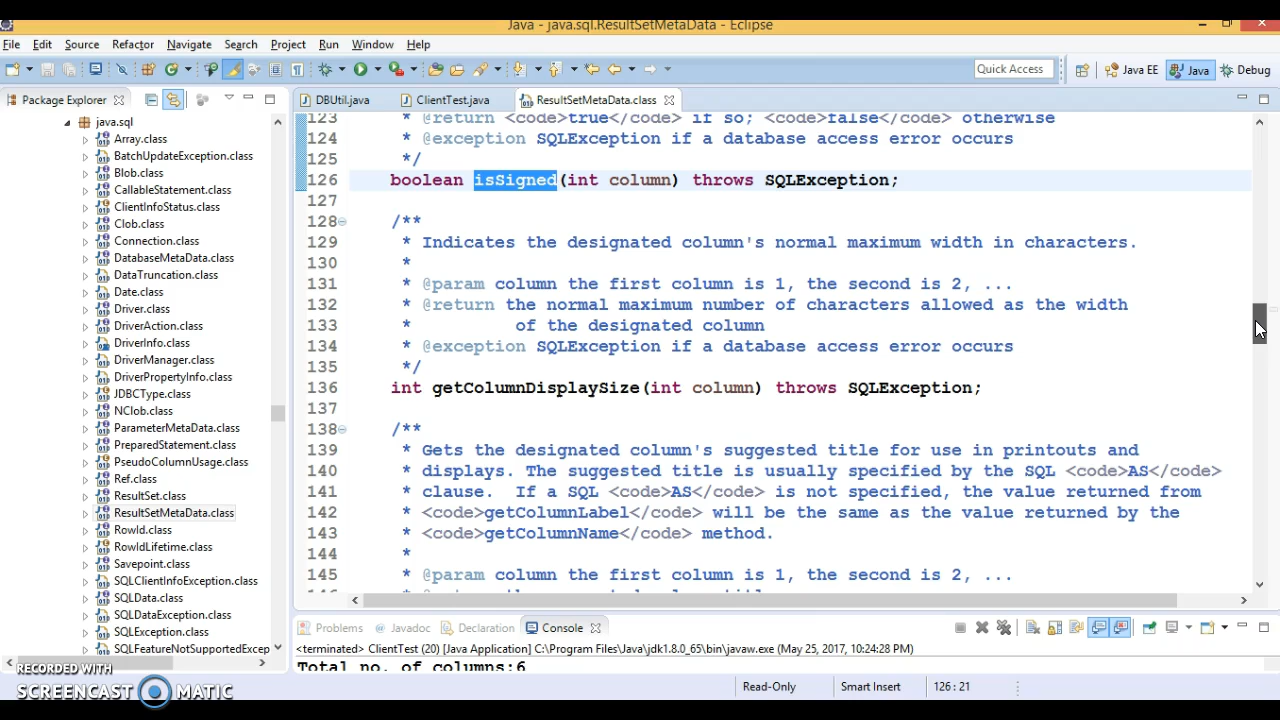 Java - java.sql.ResultSetMetaData - Eclipse
File Edit Source Refactor Navigate Search Project Run Window Help
Quick Access Java EE Java Debug
Package Explorer
DBUtil.java ClientTest.java ResultSetMetaData.class
java.sql
Array.class
BatchUpdateException.class
Blob.class
CallableStatement.class
ClientInfoStatus.class
Clob.class
Connection.class
DatabaseMetaData.class
DataTruncation.class
Date.class
Driver.class
DriverAction.class
DriverInfo.class
DriverManager.class
DriverPropertyInfo.class
JDBCType.class
NClob.class
ParameterMetaData.class
PreparedStatement.class
PseudoColumnUsage.class
Ref.class
ResultSet.class
ResultSetMetaData.class
RowId.class
RowIdLifetime.class
Savepoint.class
SQLClientInfoException.class
SQLData.class
SQLDataException.class
SQLException.class
SQLFeatureNotSupportedExcep
123 * @return <code>true</code> if so; <code>false</code> otherwise
124 * @exception SQLException if a database access error occurs
125 */
126 boolean isSigned(int column) throws SQLException;
127
128 /**
129 * Indicates the designated column's normal maximum width in characters.
130 *
131 * @param column the first column is 1, the second is 2, ...
132 * @return the normal maximum number of characters allowed as the width
133 * of the designated column
134 * @exception SQLException if a database access error occurs
135 */
136 int getColumnDisplaySize(int column) throws SQLException;
137
138 /**
139 * Gets the designated column's suggested title for use in printouts and
140 * displays. The suggested title is usually specified by the SQL <code>AS</code>
141 * clause. If a SQL <code>AS</code> is not specified, the value returned from
142 * <code>getColumnLabel</code> will be the same as the value returned by the
143 * <code>getColumnName</code> method.
144 *
145 * @param column the first column is 1, the second is 2, ...
Problems Javadoc Declaration Console
<terminated> ClientTest (20) [Java Application] C:\Program Files\Java\jdk1.8.0_65\bin\javaw.exe (May 25, 2017, 10:24:28 PM)
Total no. of columns:6
Read-Only Smart Insert 126 : 21
RECORDED WITH
SCREENCAST MATIC